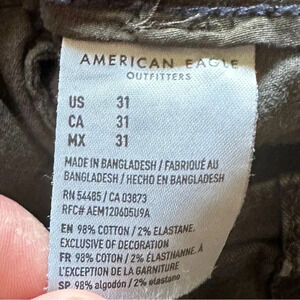 AMERICAN EAGLE
OUTFITTERS
US 31
CA 31
MX 31
MADE IN BANGLADESH / FABRIQUÉ AU
BANGLADESH / HECHO EN BANGLADESH
RN 54485 / CA 03873
RFC# AEM120605U9A
EN 98% COTTON / 2% ELASTANE.
EXCLUSIVE OF DECORATION
FR 98% COTON / 2% ÉLASTHANNE. À
L'EXCEPTION DE LA GARNITURE
SP 98% algodón / 2% elastano.